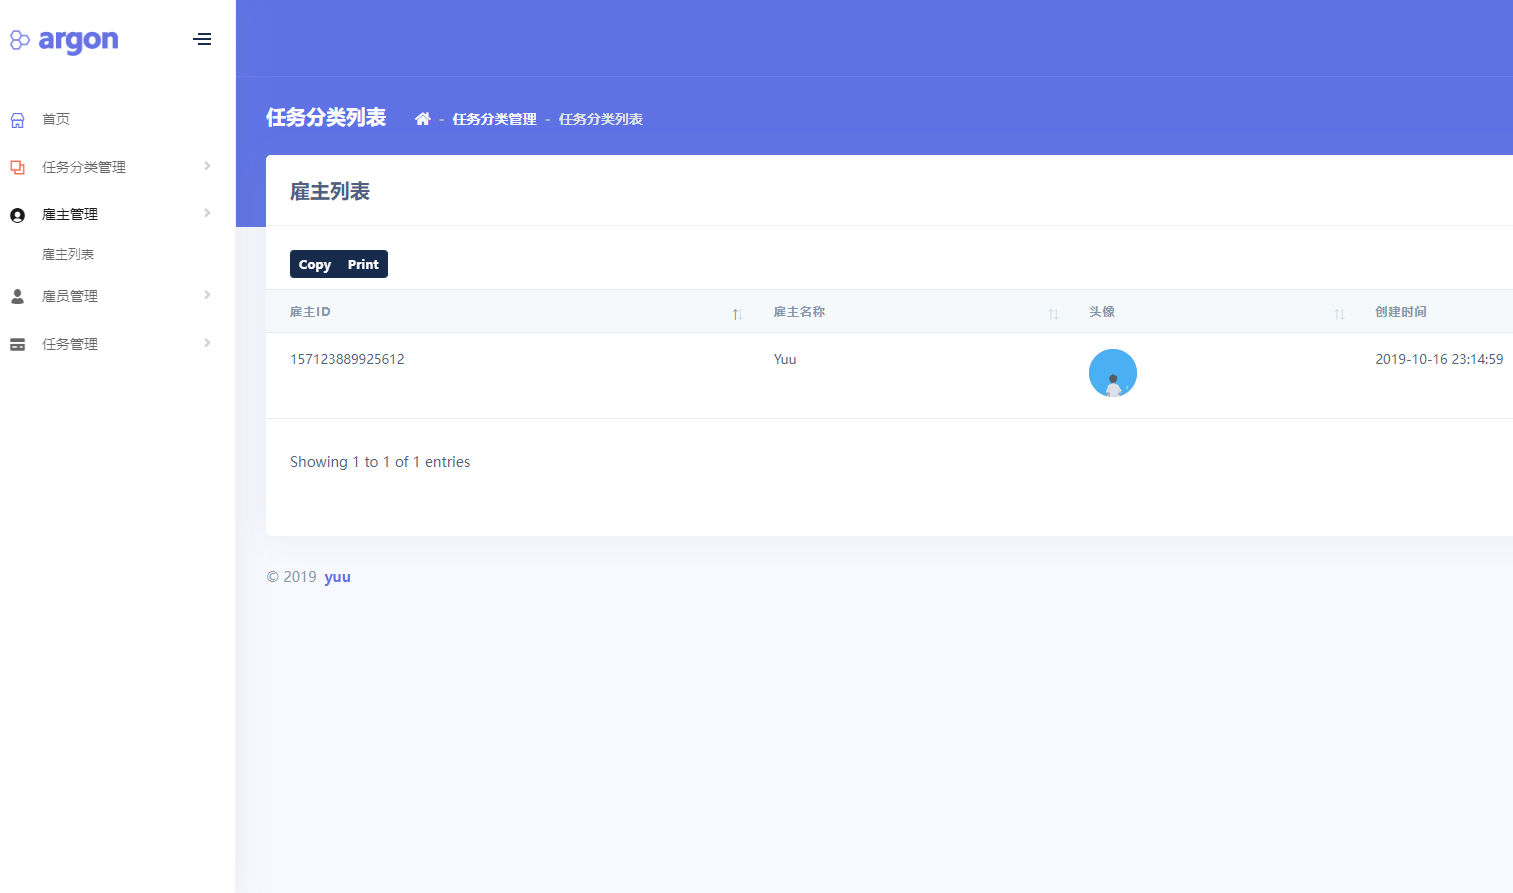 argon
首页
任务分类管理
雇主管理
雇主列表
雇员管理
任务管理
任务分类列表 - 任务分类管理 - 任务分类列表
雇主列表
Copy Print
雇主ID 雇主名称 头像 创建时间
157123889925612 Yuu 2019-10-16 23:14:59
Showing 1 to 1 of 1 entries
© 2019 yuu